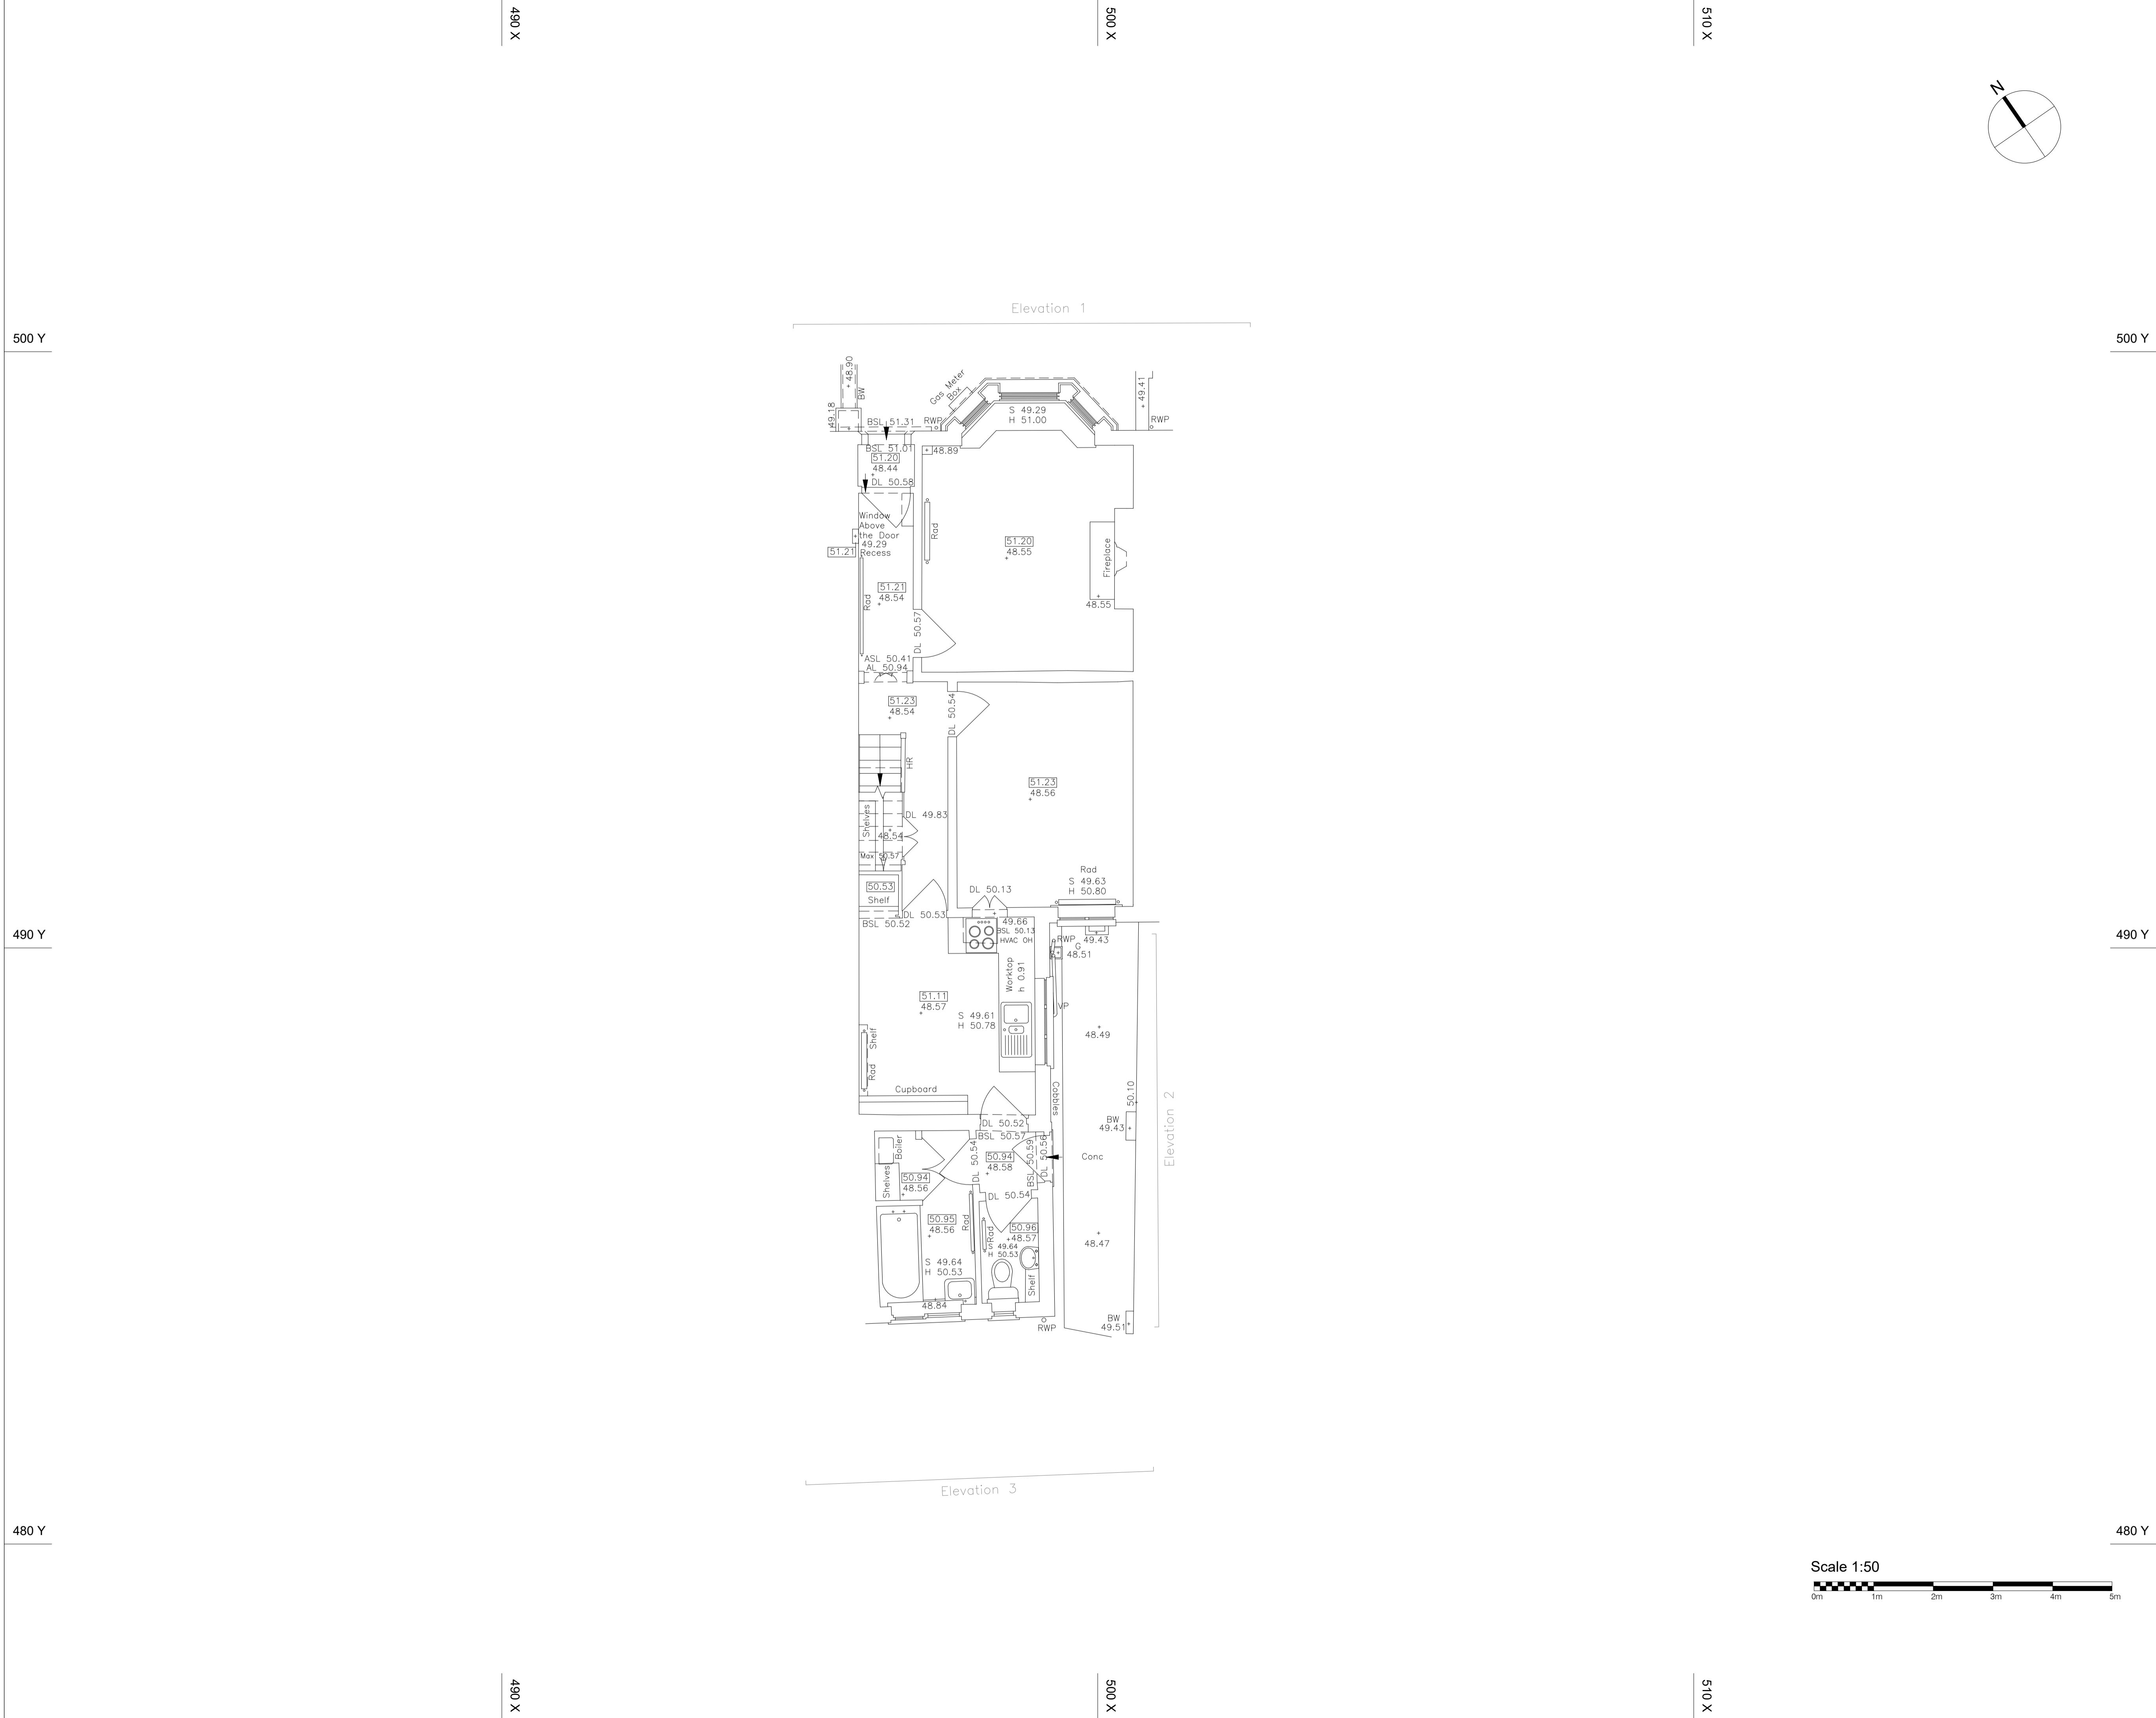 490 X
500 X
510 X
N
500 Y
500 Y
Elevation 1
48.90
BW
49.18
Gas Meter
Box
S 49.29
H 51.00
49.41
RWP
BSL 51.31
RWP
BSL 51.01
51.20
48.44
48.89
DL 50.58
Window
Above
the Door
49.29
Recess
51.21
Rad
51.20
48.55
Fireplace
48.55
51.21
48.54
Rad
DL 50.57
ASL 50.41
AL 50.94
51.23
48.54
DL 50.54
HR
51.23
48.56
Shelves
DL 49.83
48.54
Max 50.57
50.53
Shelf
DL 50.53
BSL 50.52
DL 50.13
Rad
S 49.63
H 50.80
49.66
BSL 50.13
HVAC OH
RWP
49.43
G
48.51
490 Y
490 Y
Worktop
h 0.91
51.11
48.57
S 49.61
H 50.78
VP
48.49
Shelf
Rad
Cupboard
Cobbles
50.10
BW
49.43
Elevation 2
DL 50.52
BSL 50.57
Boiler
Shelves
DL 50.54
50.94
48.58
BSL 50.59
DL 50.56
Conc
50.94
48.56
DL 50.54
50.95
48.56
Rad
Rad
50.96
48.57
S 49.64
H 50.53
48.47
S 49.64
H 50.53
Shelf
48.84
RWP
BW
49.51
Elevation 3
480 Y
480 Y
Scale 1:50
0m 1m 2m 3m 4m 5m
490 X
500 X
510 X